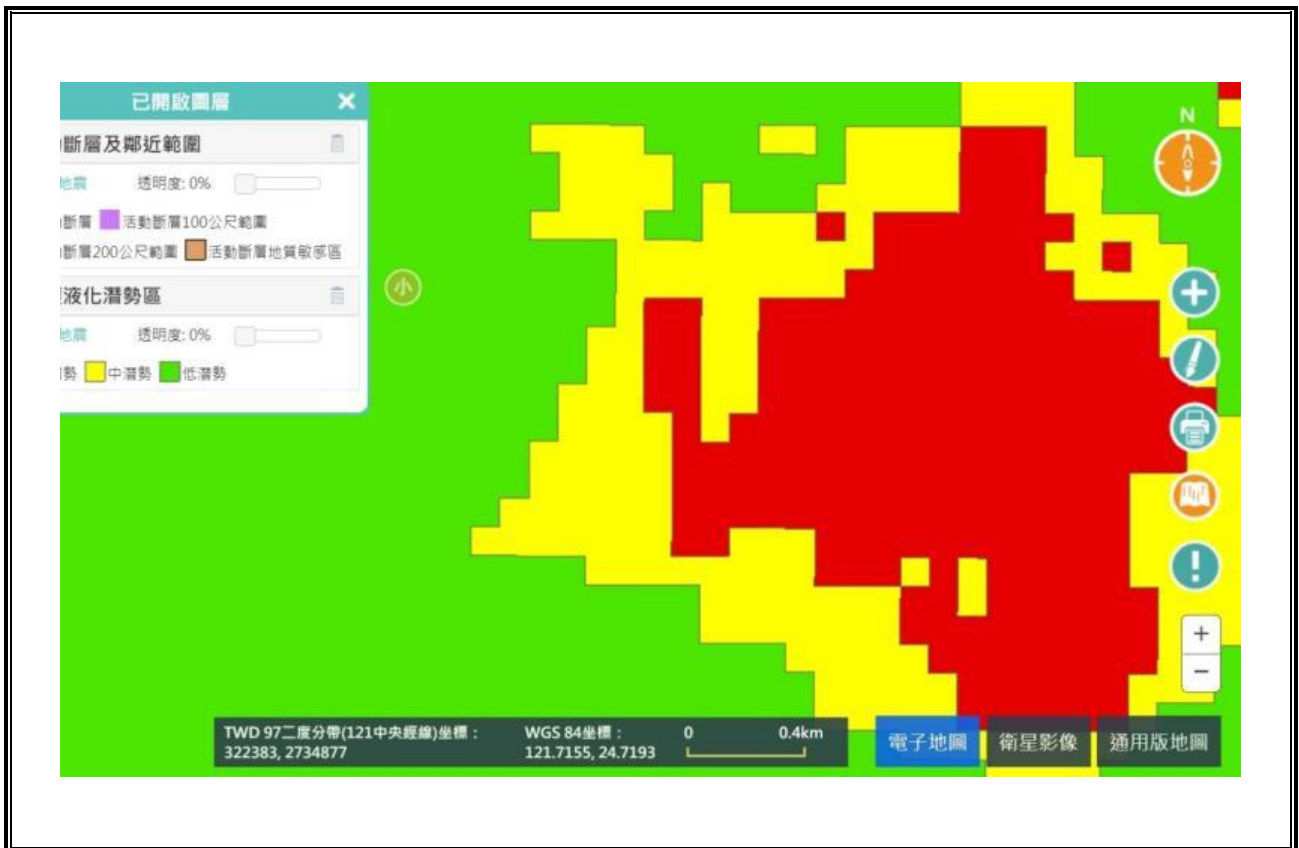 已開啟圖層
斷層及鄰近範圍
地震 透明度: 0%
斷層 活動斷層100公尺範圍
斷層200公尺範圍 活動斷層地質敏感區
液化潛勢區
地震 透明度: 0%
勢 中潛勢 低潛勢
小
N
TWD 97二度分帶(121中央經線)坐標：
322383, 2734877
WGS 84坐標：
121.7155, 24.7193
0 0.4km
電子地圖 衛星影像 通用版地圖
+
−